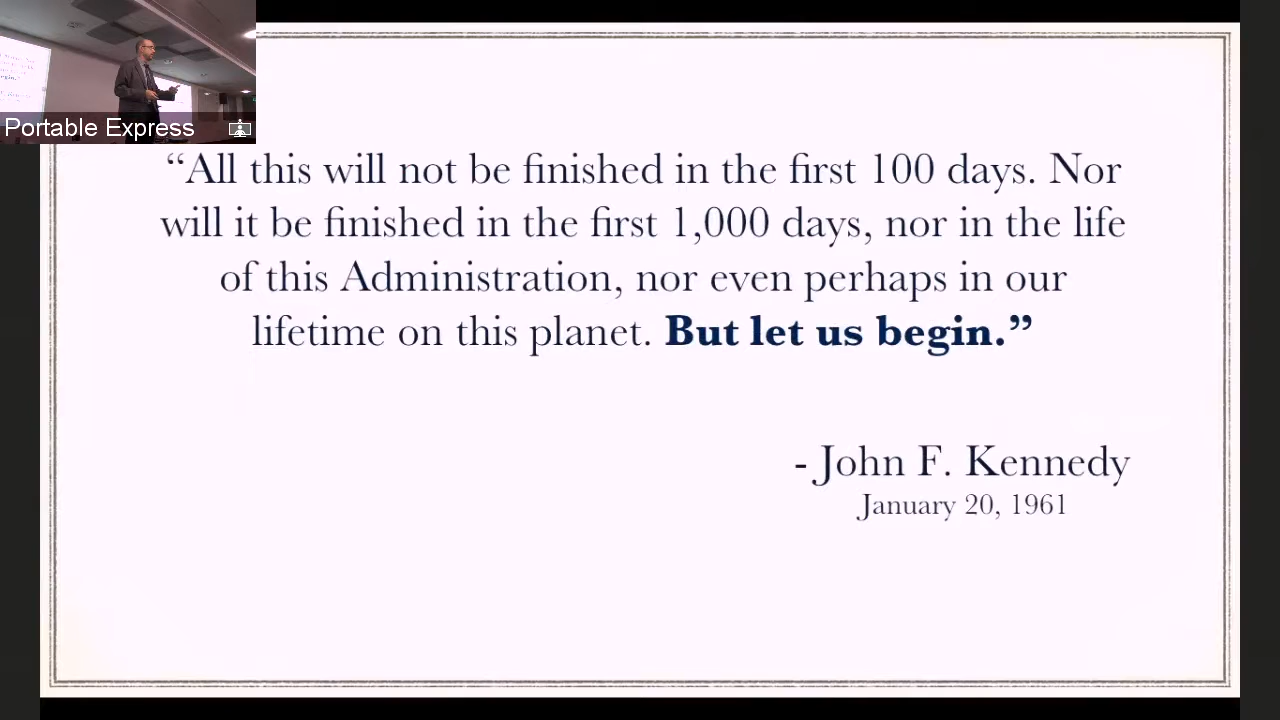 Portable Express
“All this will not be finished in the first 100 days. Nor
will it be finished in the first 1,000 days, nor in the life
of this Administration, nor even perhaps in our
lifetime on this planet. But let us begin.”
- John F. Kennedy
January 20, 1961